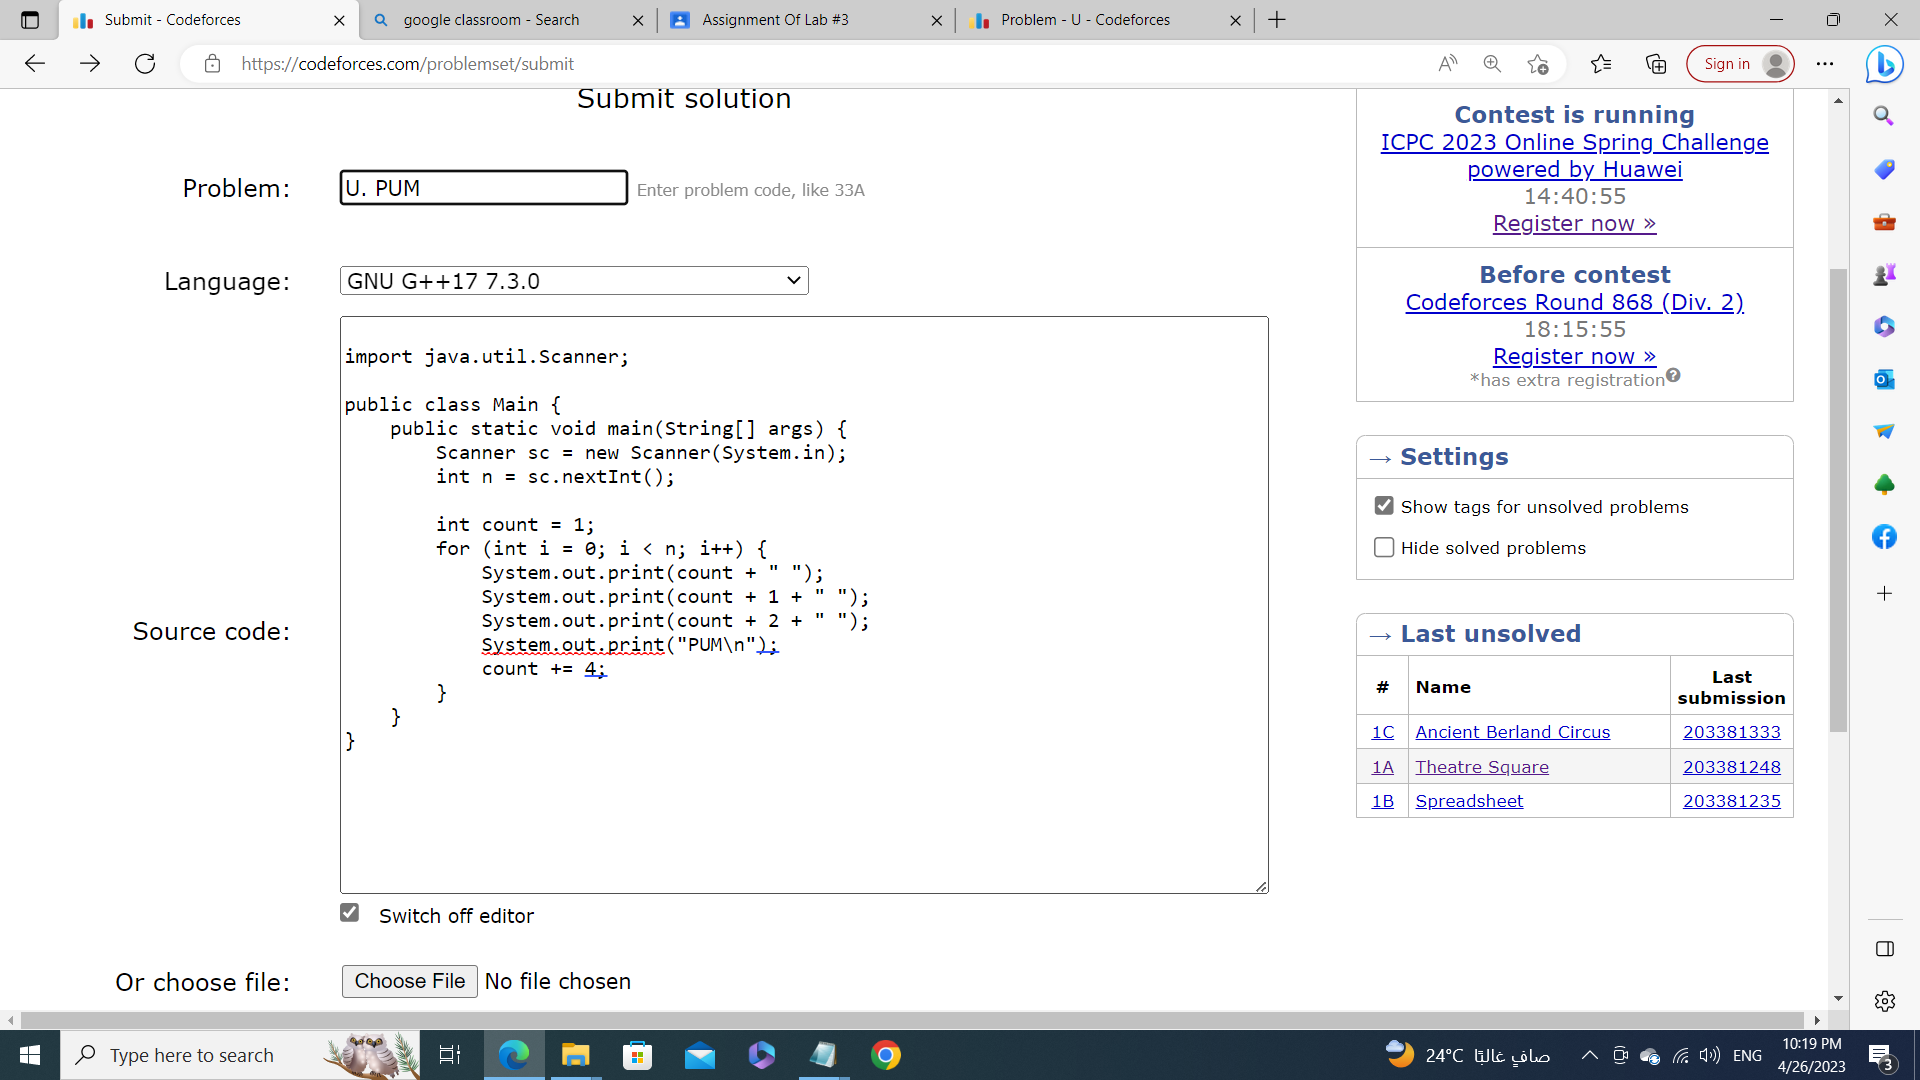 Submit - Codeforces
google classroom - Search
Assignment Of Lab #3
Problem - U - Codeforces
https://codeforces.com/problemset/submit
Sign in
Submit solution
Problem:
U. PUM
Enter problem code, like 33A
Language:
GNU G++17 7.3.0
Source code:
import java.util.Scanner;
public class Main {
public static void main(String[] args) {
Scanner sc = new Scanner(System.in);
int n = sc.nextInt();
int count = 1;
for (int i = 0; i < n; i++) {
System.out.print(count + " ");
System.out.print(count + 1 + " ");
System.out.print(count + 2 + " ");
System.out.print("PUM\n");
count += 4;
}
}
}
Switch off editor
Or choose file:
Choose File No file chosen
Contest is running
ICPC 2023 Online Spring Challenge
powered by Huawei
14:40:55
Register now »
Before contest
Codeforces Round 868 (Div. 2)
18:15:55
Register now »
*has extra registration
→ Settings
Show tags for unsolved problems
Hide solved problems
→ Last unsolved
# Name Last submission
1C Ancient Berland Circus 203381333
1A Theatre Square 203381248
1B Spreadsheet 203381235
Type here to search
24°C صافٍ غالبًا
ENG
10:19 PM
4/26/2023
3